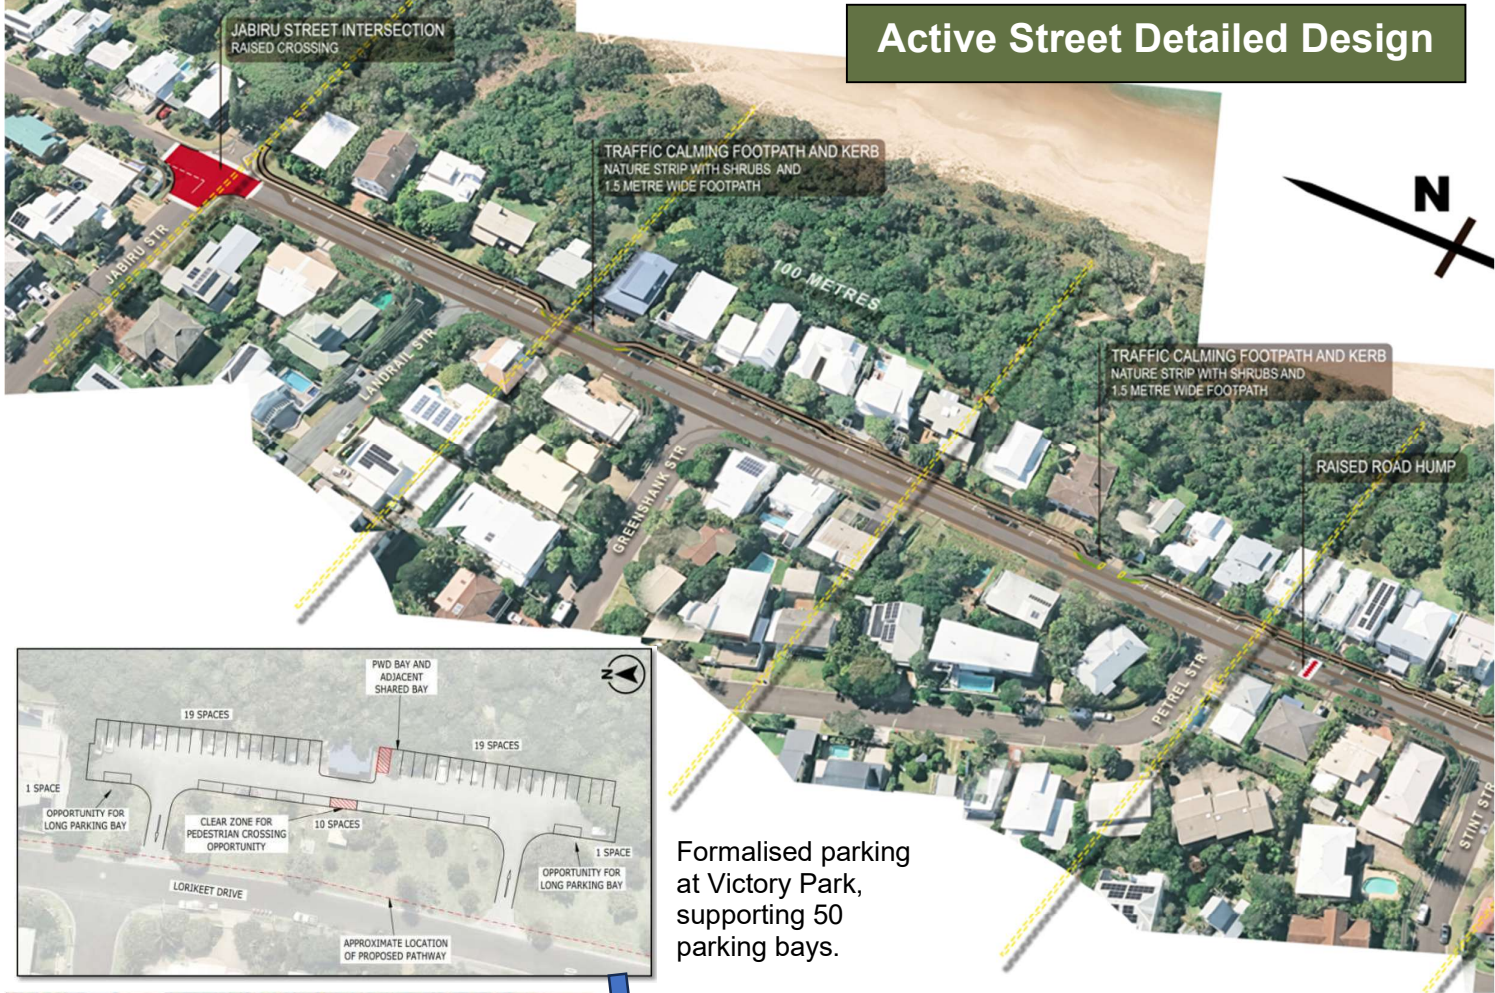 Active Street Detailed Design
JABIRU STREET INTERSECTION
RAISED CROSSING
TRAFFIC CALMING FOOTPATH AND KERB
NATURE STRIP WITH SHRUBS AND
1.5 METRE WIDE FOOTPATH
N
100 METRES
JABIRU STR
LANDRAIL STR
GREENSHANK STR
TRAFFIC CALMING FOOTPATH AND KERB
NATURE STRIP WITH SHRUBS AND
1.5 METRE WIDE FOOTPATH
RAISED ROAD HUMP
PETREL STR
STINT STR
PWD BAY AND
ADJACENT
SHARED BAY
N
19 SPACES
19 SPACES
1 SPACE
OPPORTUNITY FOR
LONG PARKING BAY
CLEAR ZONE FOR
PEDESTRIAN CROSSING
OPPORTUNITY
10 SPACES
1 SPACE
OPPORTUNITY FOR
LONG PARKING BAY
LORIKEET DRIVE
APPROXIMATE LOCATION
OF PROPOSED PATHWAY
Formalised parking
at Victory Park,
supporting 50
parking bays.